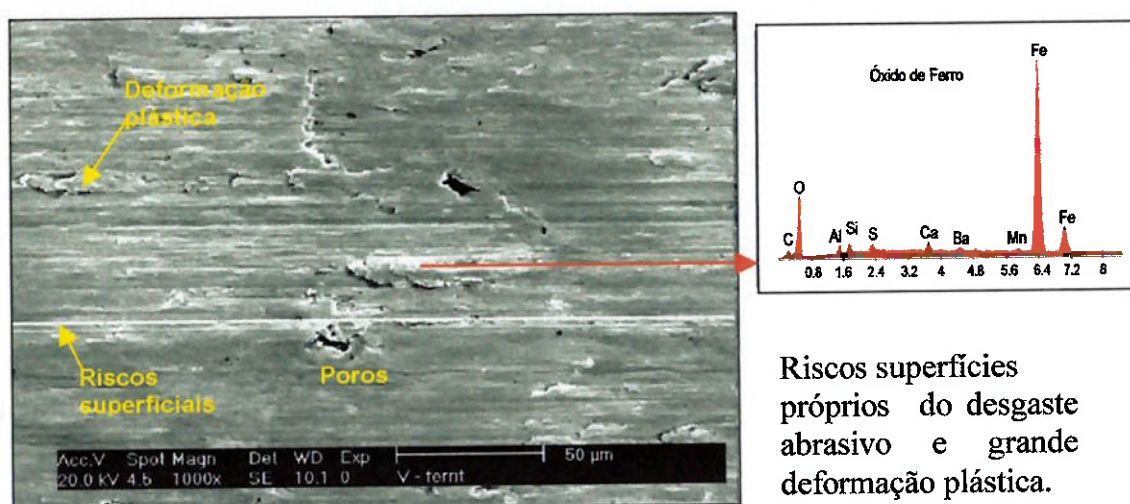 Deformação
plástica
Riscos
superficiais
Poros
Acc.V Spot Magn Det WD Exp
20.0 kV 4.5 1000x SE 10.1 0 V - ternt
50 µm
Óxido de Ferro
Fe
O
C
Al
Si
S
Ca
Ba
Mn
Fe
0.8 1.6 2.4 3.2 4 4.8 5.6 6.4 7.2 8
Riscos superfícies
próprios do desgaste
abrasivo e grande
deformação plástica.